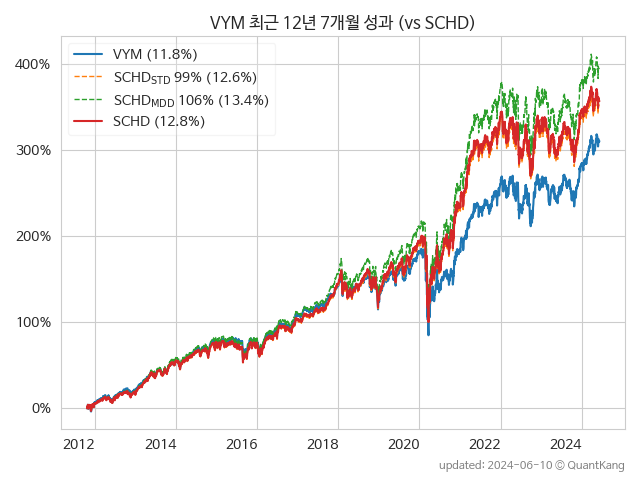 VYM 최근 12년 7개월 성과 (vs SCHD)
VYM (11.8%)
SCHD_STD 99% (12.6%)
SCHD_MDD 106% (13.4%)
SCHD (12.8%)
400%
300%
200%
100%
0%
2012 2014 2016 2018 2020 2022 2024
updated: 2024-06-10 © QuantKang